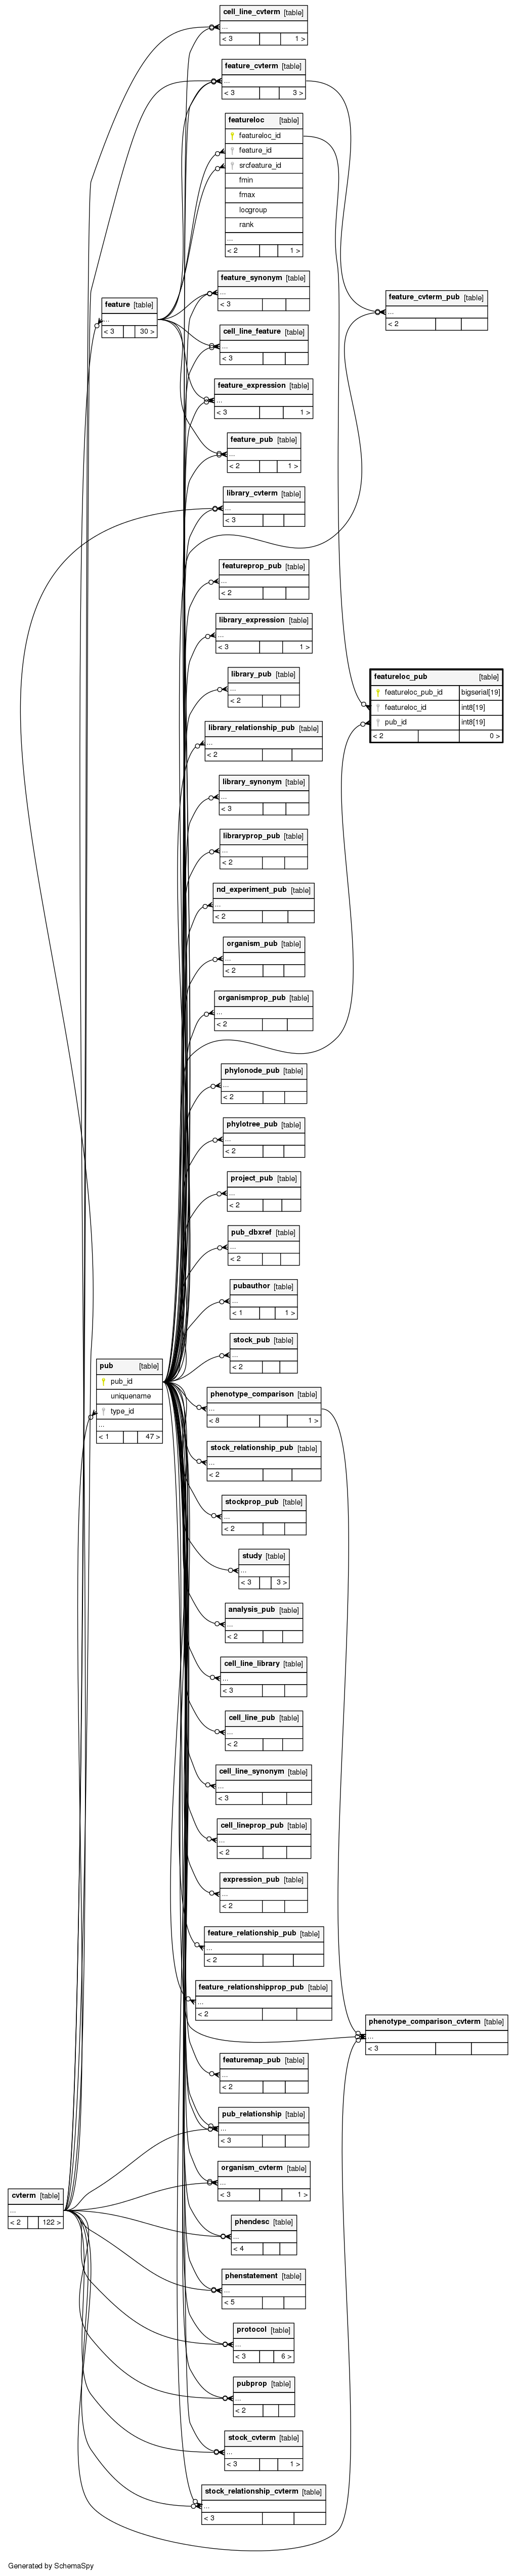 cell_line_cvterm [table]
...
< 3 1 >
feature_cvterm [table]
...
< 3 3 >
featureloc [table]
featureloc_id
feature_id
srcfeature_id
fmin
fmax
locgroup
rank
...
< 2 1 >
feature_synonym [table]
...
< 3
feature_cvterm_pub [table]
...
< 2
feature [table]
...
< 3 30 >
cell_line_feature [table]
...
< 3
feature_expression [table]
...
< 3 1 >
feature_pub [table]
...
< 2 1 >
library_cvterm [table]
...
< 3
featureprop_pub [table]
...
< 2
library_expression [table]
...
< 3 1 >
library_pub [table]
...
< 2
featureloc_pub [table]
featureloc_pub_id bigserial[19]
featureloc_id int8[19]
pub_id int8[19]
< 2 0 >
library_relationship_pub [table]
...
< 2
library_synonym [table]
...
< 3
libraryprop_pub [table]
...
< 2
nd_experiment_pub [table]
...
< 2
organism_pub [table]
...
< 2
organismprop_pub [table]
...
< 2
phylonode_pub [table]
...
< 2
phylotree_pub [table]
...
< 2
project_pub [table]
...
< 2
pub_dbxref [table]
...
< 2
pubauthor [table]
...
< 1 1 >
stock_pub [table]
...
< 2
pub [table]
pub_id
uniquename
type_id
...
< 1 47 >
phenotype_comparison [table]
...
< 8 1 >
stock_relationship_pub [table]
...
< 2
stockprop_pub [table]
...
< 2
study [table]
...
< 3 3 >
analysis_pub [table]
...
< 2
cell_line_library [table]
...
< 3
cell_line_pub [table]
...
< 2
cell_line_synonym [table]
...
< 3
cell_lineprop_pub [table]
...
< 2
expression_pub [table]
...
< 2
feature_relationship_pub [table]
...
< 2
feature_relationshipprop_pub [table]
...
< 2
phenotype_comparison_cvterm [table]
...
< 3
featuremap_pub [table]
...
< 2
pub_relationship [table]
...
< 3
organism_cvterm [table]
...
< 3 1 >
cvterm [table]
...
< 2 122 >
phendesc [table]
...
< 4
phenstatement [table]
...
< 5
protocol [table]
...
< 3 6 >
pubprop [table]
...
< 2
stock_cvterm [table]
...
< 3 1 >
stock_relationship_cvterm [table]
...
< 3
Generated by SchemaSpy